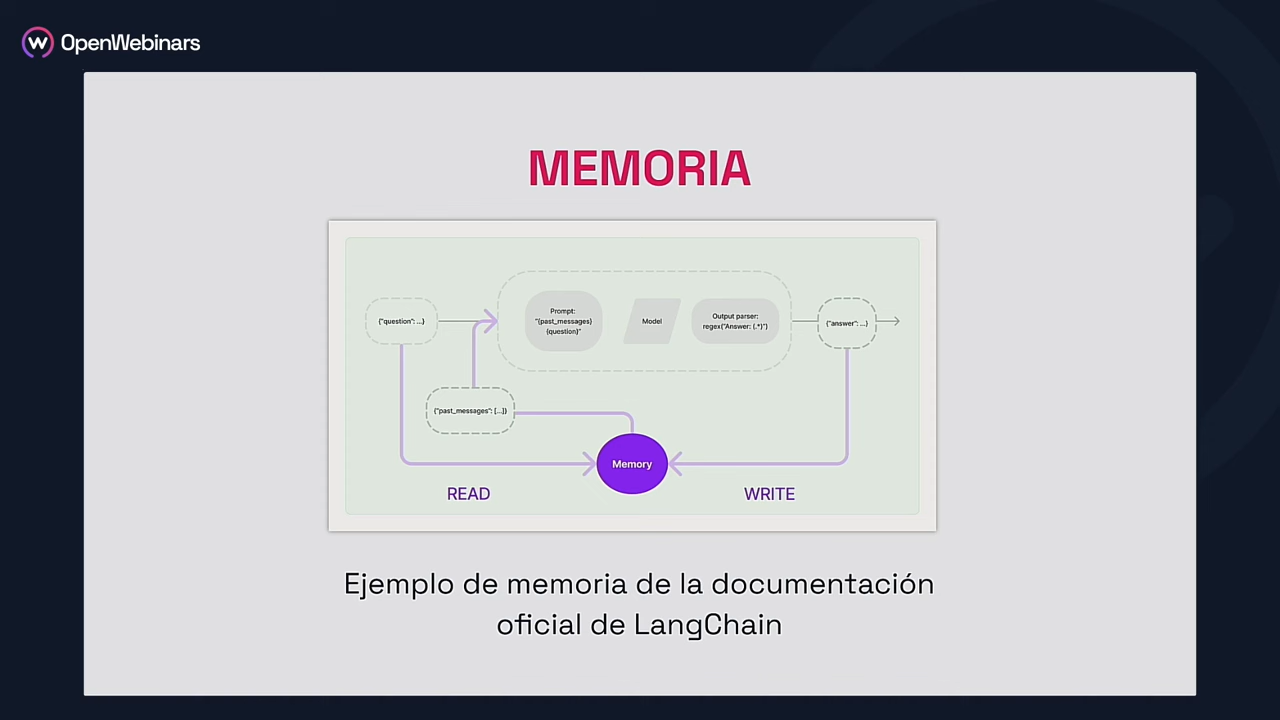 OpenWebinars
MEMORIA
{"question": ...}
Prompt:
"{past_messages}
{question}"
Model
Output parser:
regex("Answer: (.*)")
{"answer": ...}
{"past_messages": [...]}
Memory
READ
WRITE
Ejemplo de memoria de la documentación
oficial de LangChain